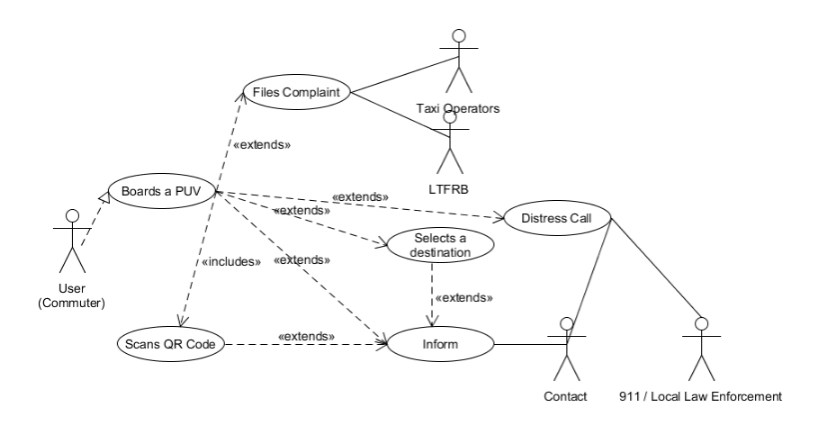 Files Complaint
Taxi Operators
«extends»
LTFRB
Boards a PUV
«extends»
«extends»
Distress Call
Selects a
destination
«includes»
«extends»
User
(Commuter)
«extends»
«extends»
Scans QR Code
Inform
Contact
911 / Local Law Enforcement